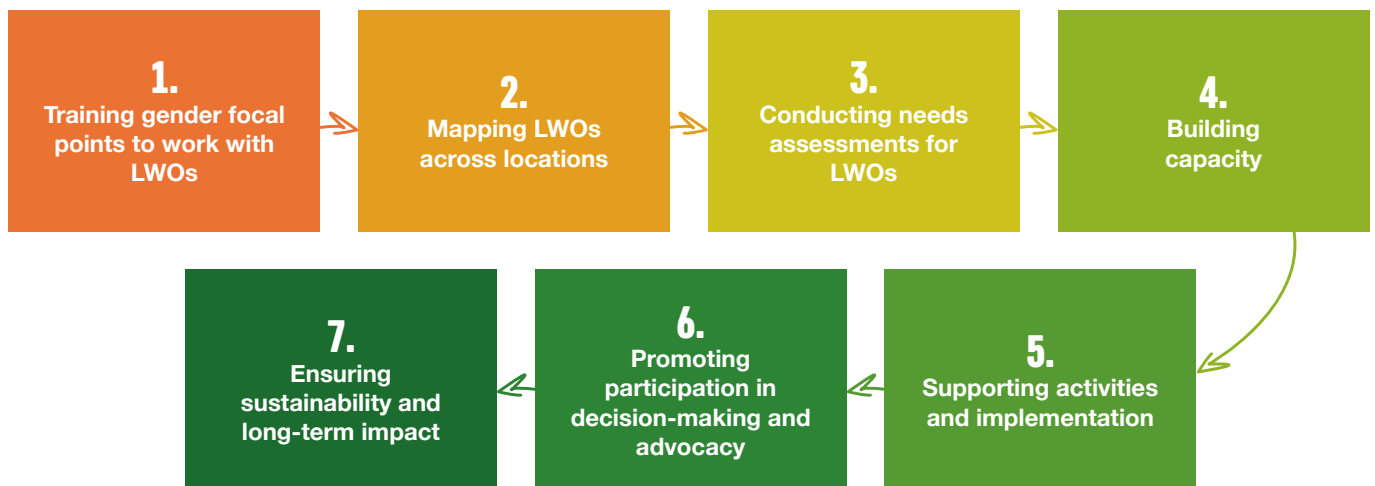 1.
Training gender focal
points to work with
LWOs
2.
Mapping LWOs
across locations
3.
Conducting needs
assessments for
LWOs
4.
Building
capacity
5.
Supporting activities
and implementation
6.
Promoting
participation in
decision-making and
advocacy
7.
Ensuring
sustainability and
long-term impact